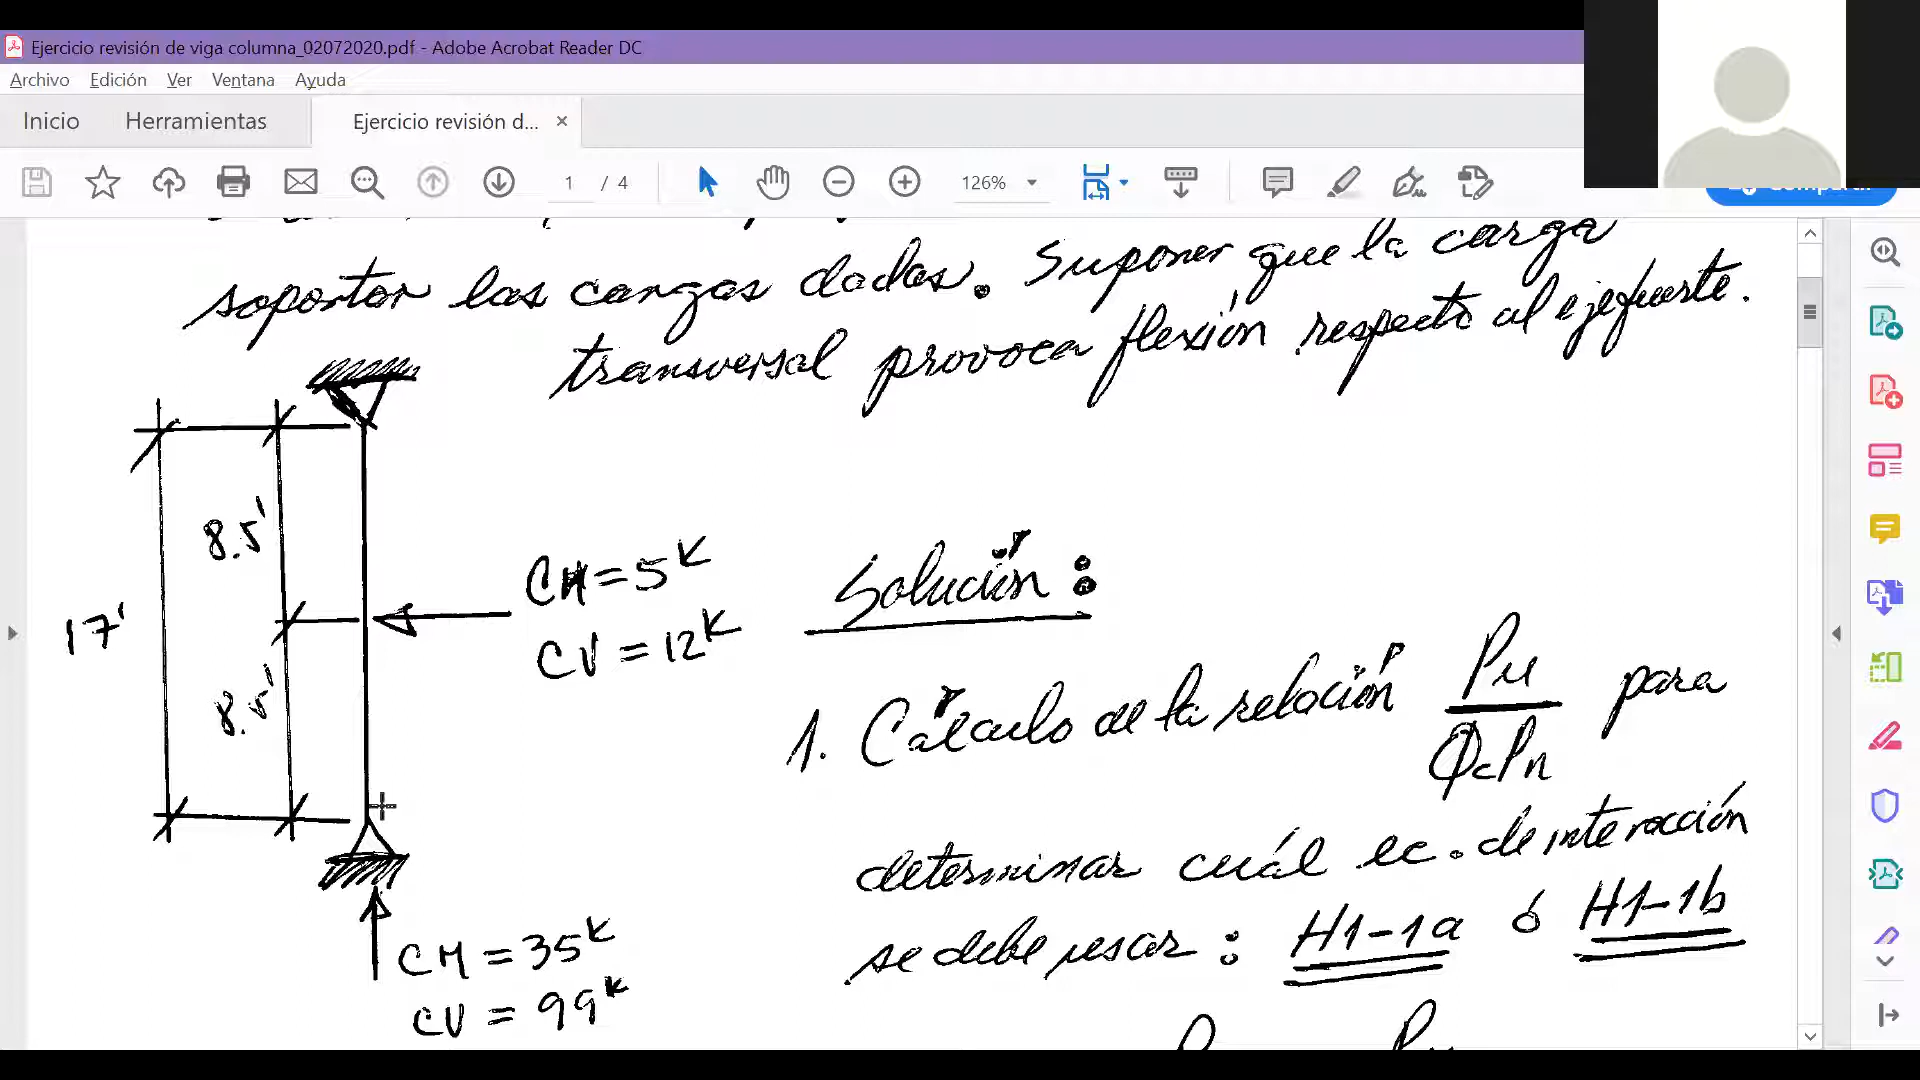 Ejercicio revisión de viga columna_02072020.pdf - Adobe Acrobat Reader DC
Archivo Edición Ver Ventana Ayuda
Inicio Herramientas Ejercicio revisión d... ×
1 / 4 126%
soportar las cargas dadas. Suponer que la carga
transversal provoca flexión respecto al eje fuerte.
8.5'
17'
8.5'
CM = 5K
CV = 12K
CM = 35K
CV = 99K
Solución :
1. Cálculo de la relación Pu para
ΦcPn
determinar cuál ec. de interacción
se debe usar : H1-1a ó H1-1b